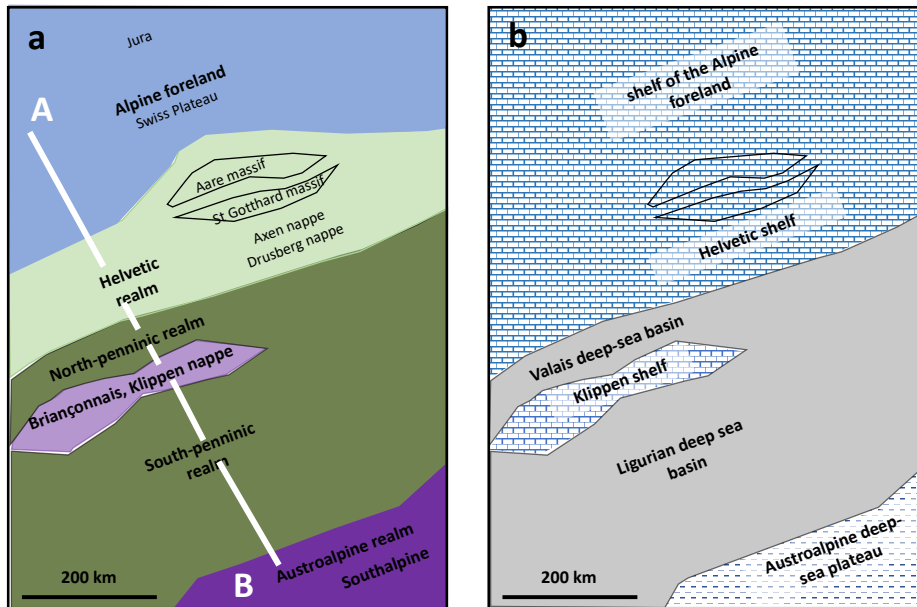 a
Jura
Alpine foreland
Swiss Plateau
A
Aare massif
St Gotthard massif
Axen nappe
Drusberg nappe
Helvetic
realm
North-penninic realm
Briançonnais, Klippen nappe
South-penninic
realm
Austroalpine realm
Southalpine
B
200 km
b
shelf of the Alpine
foreland
Helvetic shelf
Valais deep-sea basin
Klippen shelf
Ligurian deep sea
basin
Austroalpine deep-
sea plateau
200 km